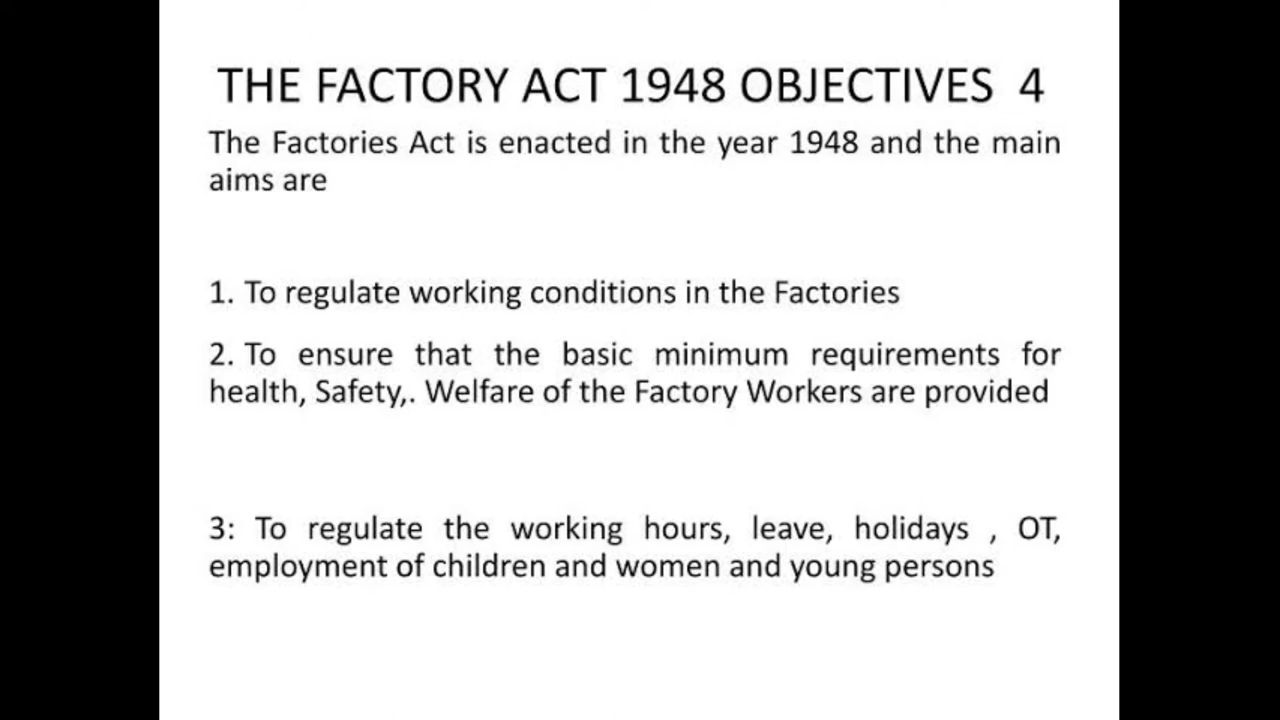 THE FACTORY ACT 1948 OBJECTIVES 4
The Factories Act is enacted in the year 1948 and the main
aims are
1. To regulate working conditions in the Factories
2. To ensure that the basic minimum requirements for
health, Safety,. Welfare of the Factory Workers are provided
3: To regulate the working hours, leave, holidays , OT,
employment of children and women and young persons